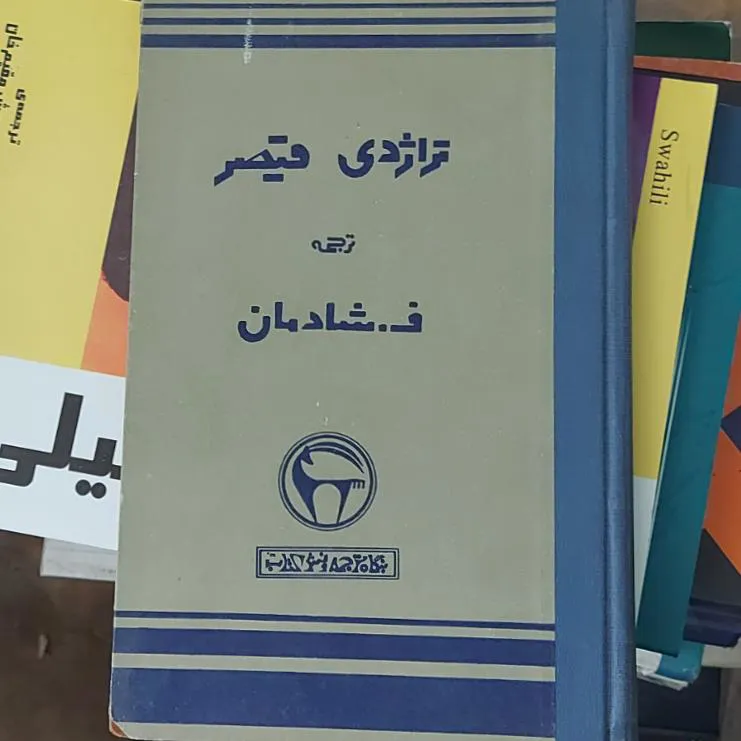 تراژدی قیصر
ترجمه
ف. شادمان
بنگاه ترجمه و نشر کتاب
Swahili